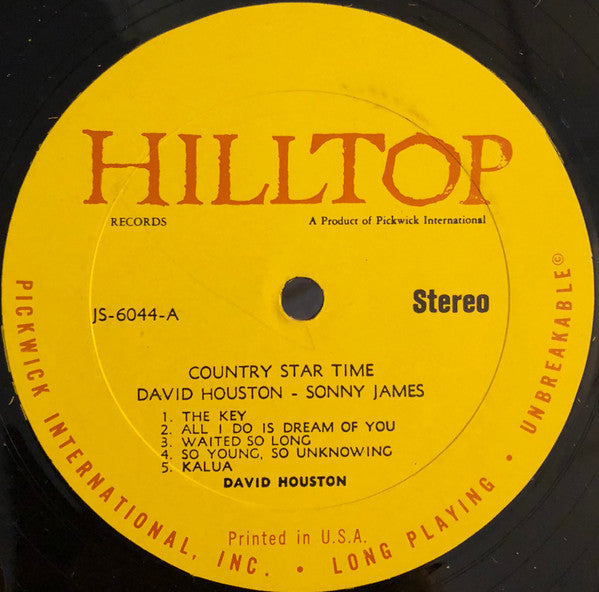 HILLTOP
RECORDS A Product of Pickwick International
JS-6044-A Stereo
COUNTRY STAR TIME
DAVID HOUSTON - SONNY JAMES
1. THE KEY
2. ALL I DO IS DREAM OF YOU
3. WAITED SO LONG
4. SO YOUNG, SO UNKNOWING
5. KALUA
DAVID HOUSTON
Printed in U.S.A.
PICKWICK INTERNATIONAL, INC. • LONG PLAYING • UNBREAKABLE©